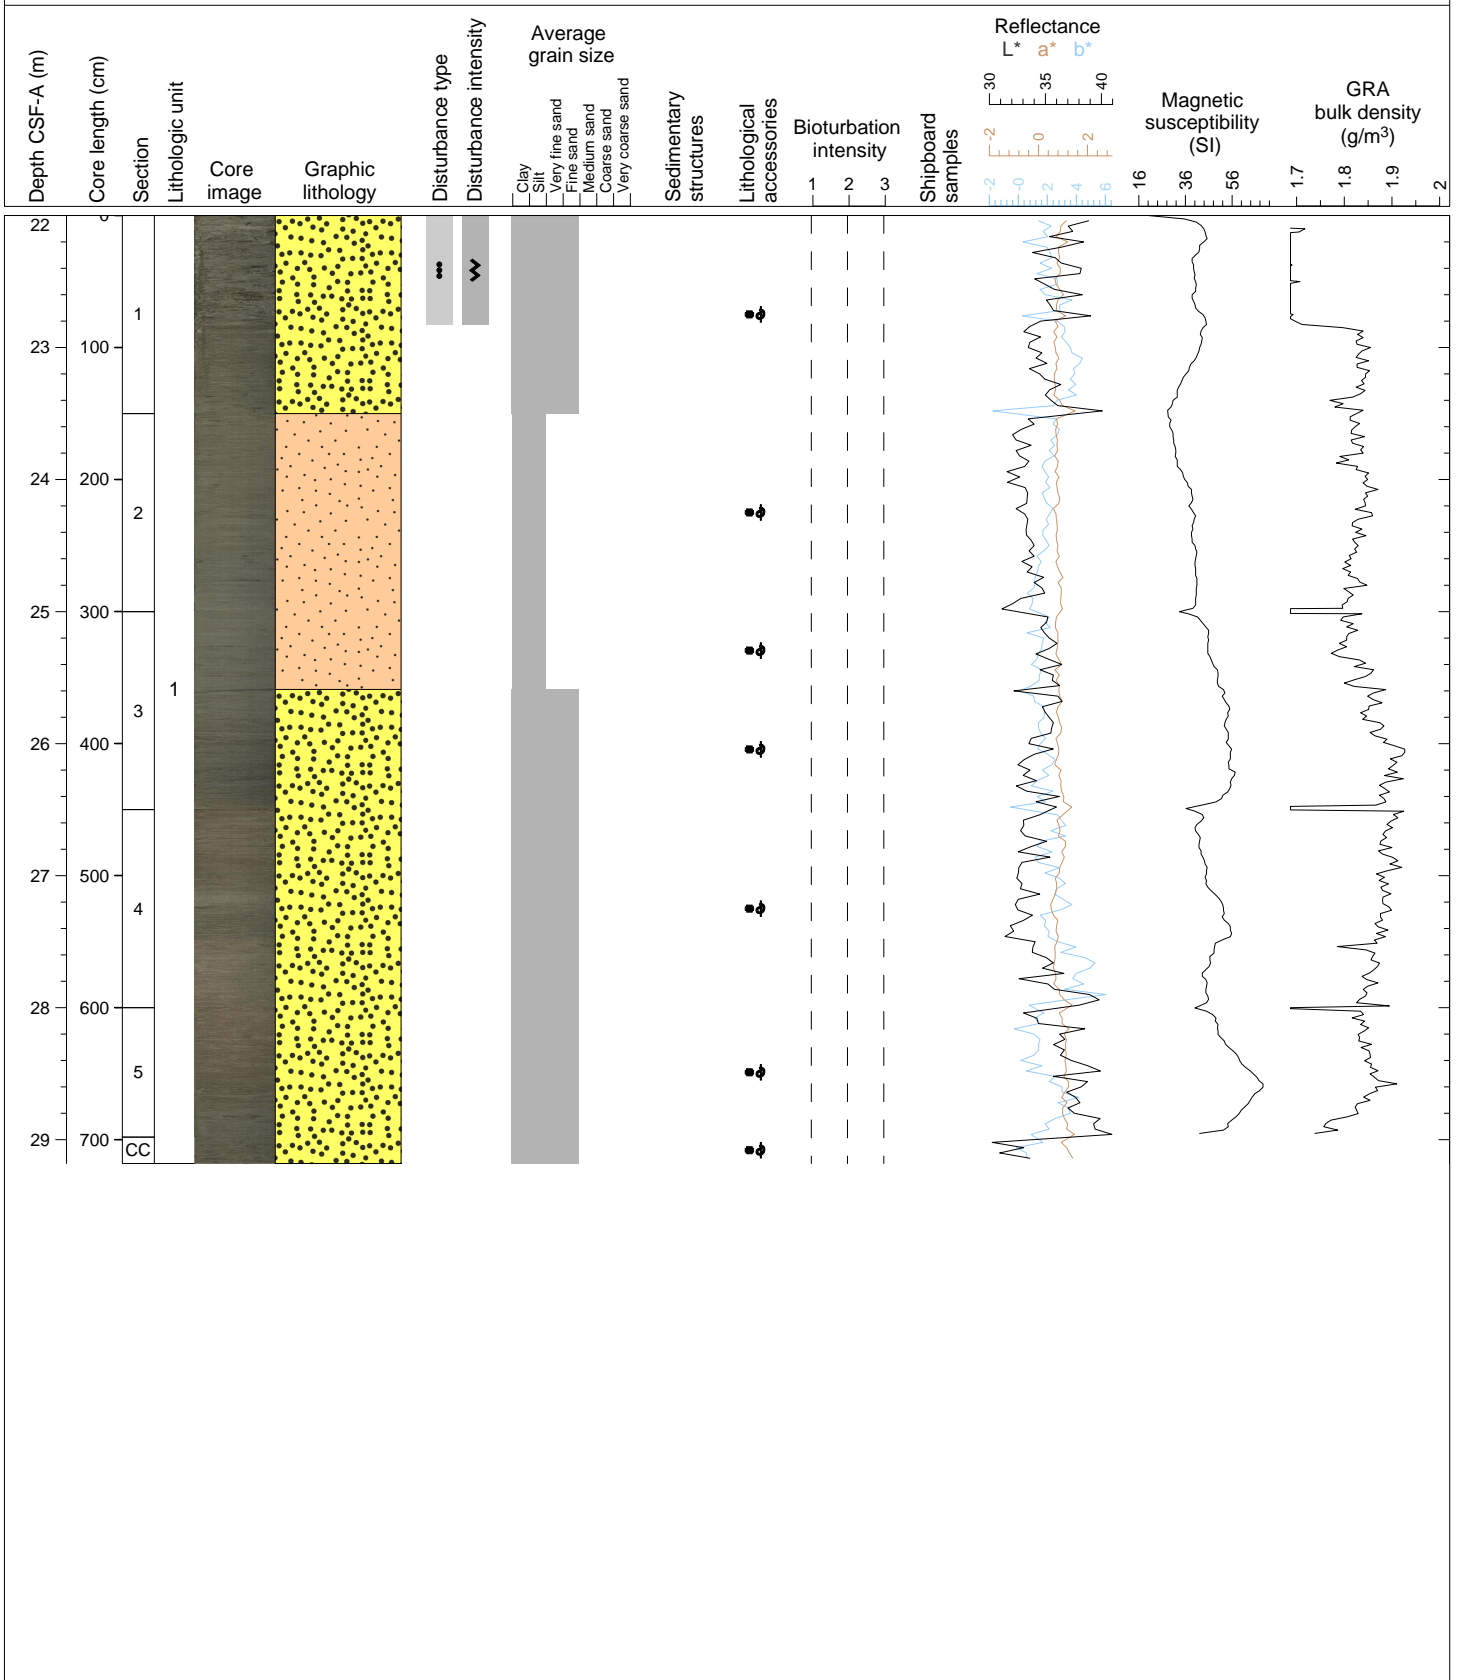 Depth CSF-A (m)
Core length (cm)
Section
Lithologic unit
Core
image
Graphic
lithology
Disturbance type
Disturbance intensity
Average
grain size
Clay
Silt
Very fine sand
Fine sand
Medium sand
Coarse sand
Very coarse sand
Sedimentary
structures
Lithological
accessories
Bioturbation
intensity
1 2 3
Shipboard
samples
Reflectance
L* a* b*
30 35 40
-2 0 2
-2 0 2 4 6
Magnetic
susceptibility
(SI)
16 36 56
GRA
bulk density
(g/m³)
1.7 1.8 1.9 2
22 0
1
23 100
24 200
2
25 300
1
3
26 400
27 500
4
28 600
5
29 700
CC